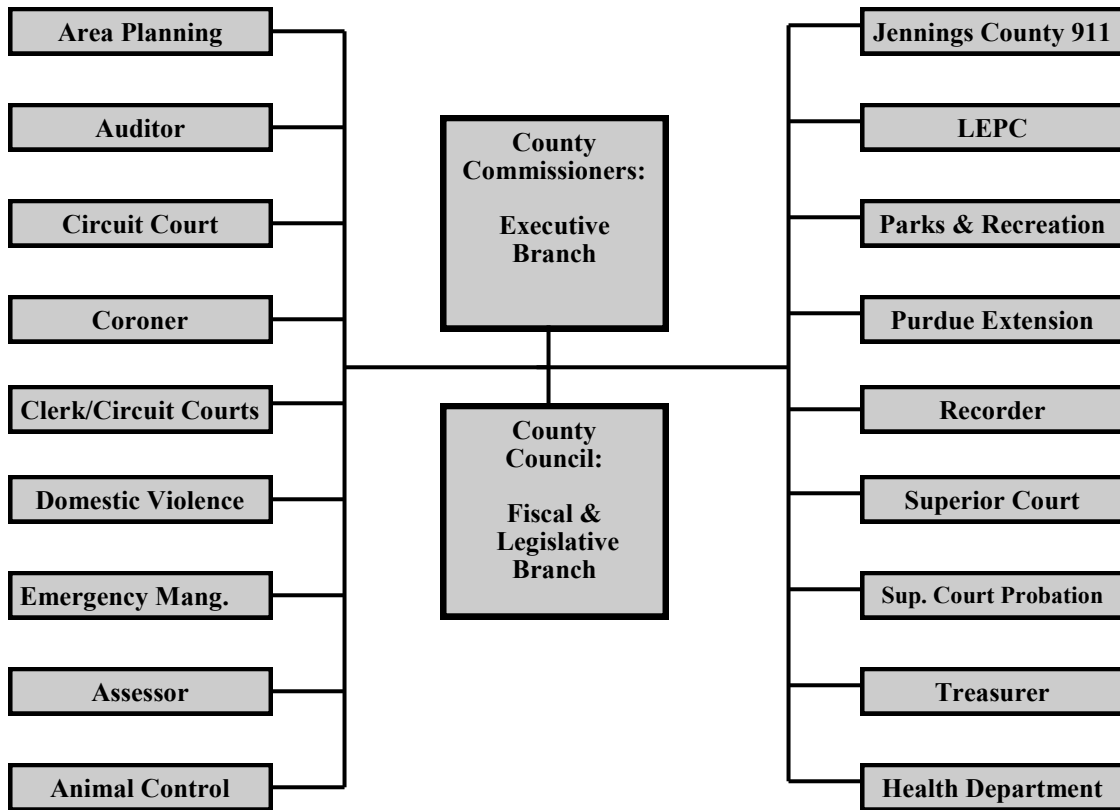 Area Planning
Auditor
Circuit Court
Coroner
Clerk/Circuit Courts
Domestic Violence
Emergency Mang.
Assessor
Animal Control
County
Commissioners:
Executive
Branch
County
Council:
Fiscal &
Legislative
Branch
Jennings County 911
LEPC
Parks & Recreation
Purdue Extension
Recorder
Superior Court
Sup. Court Probation
Treasurer
Health Department